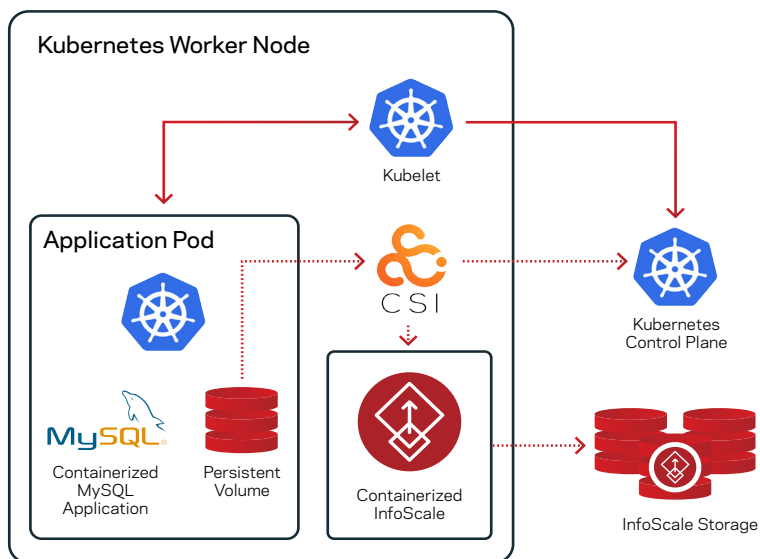 Kubernetes Worker Node
Kubelet
Application Pod
CSI
Kubernetes
Control Plane
MySQL®
Containerized
MySQL
Application
Persistent
Volume
Containerized
InfoScale
InfoScale Storage